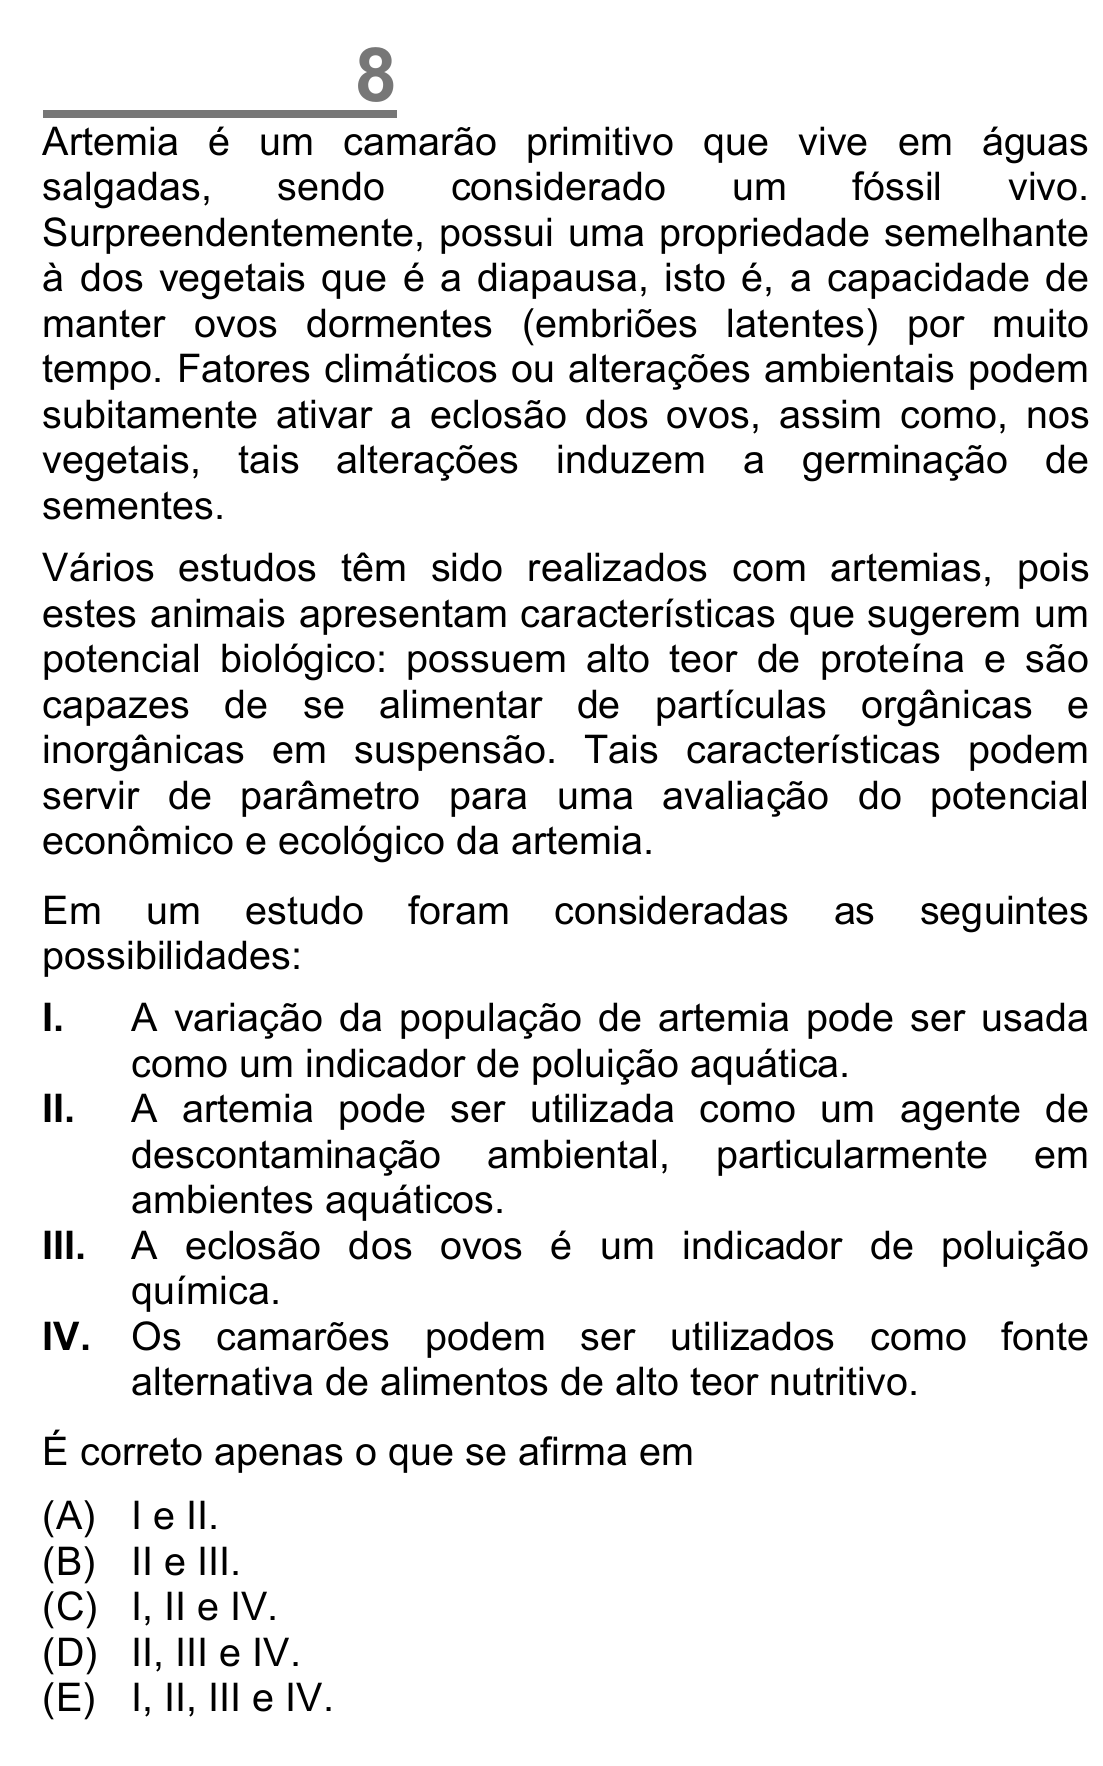 8
Artemia é um camarão primitivo que vive em águas
salgadas, sendo considerado um fóssil vivo.
Surpreendentemente, possui uma propriedade semelhante
à dos vegetais que é a diapausa, isto é, a capacidade de
manter ovos dormentes (embriões latentes) por muito
tempo. Fatores climáticos ou alterações ambientais podem
subitamente ativar a eclosão dos ovos, assim como, nos
vegetais, tais alterações induzem a germinação de
sementes.
Vários estudos têm sido realizados com artemias, pois
estes animais apresentam características que sugerem um
potencial biológico: possuem alto teor de proteína e são
capazes de se alimentar de partículas orgânicas e
inorgânicas em suspensão. Tais características podem
servir de parâmetro para uma avaliação do potencial
econômico e ecológico da artemia.
Em um estudo foram consideradas as seguintes
possibilidades:
I. A variação da população de artemia pode ser usada
como um indicador de poluição aquática.
II. A artemia pode ser utilizada como um agente de
descontaminação ambiental, particularmente em
ambientes aquáticos.
III. A eclosão dos ovos é um indicador de poluição
química.
IV. Os camarões podem ser utilizados como fonte
alternativa de alimentos de alto teor nutritivo.
É correto apenas o que se afirma em
(A) I e II.
(B) II e III.
(C) I, II e IV.
(D) II, III e IV.
(E) I, II, III e IV.